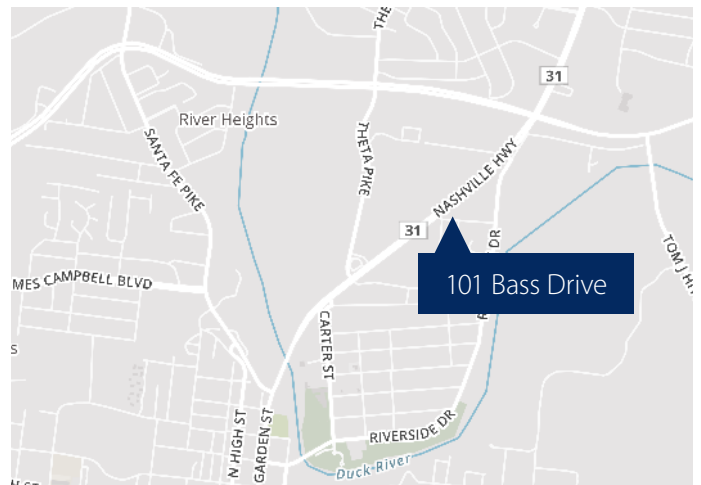 THE
31
River Heights
THETA PIKE
SANTA FE PIKE
NASHVILLE HWY
31
DR
TOM J
MES CAMPBELL BLVD
101 Bass Drive
CARTER ST
S
N HIGH ST
GARDEN ST
RIVERSIDE DR
Duck River